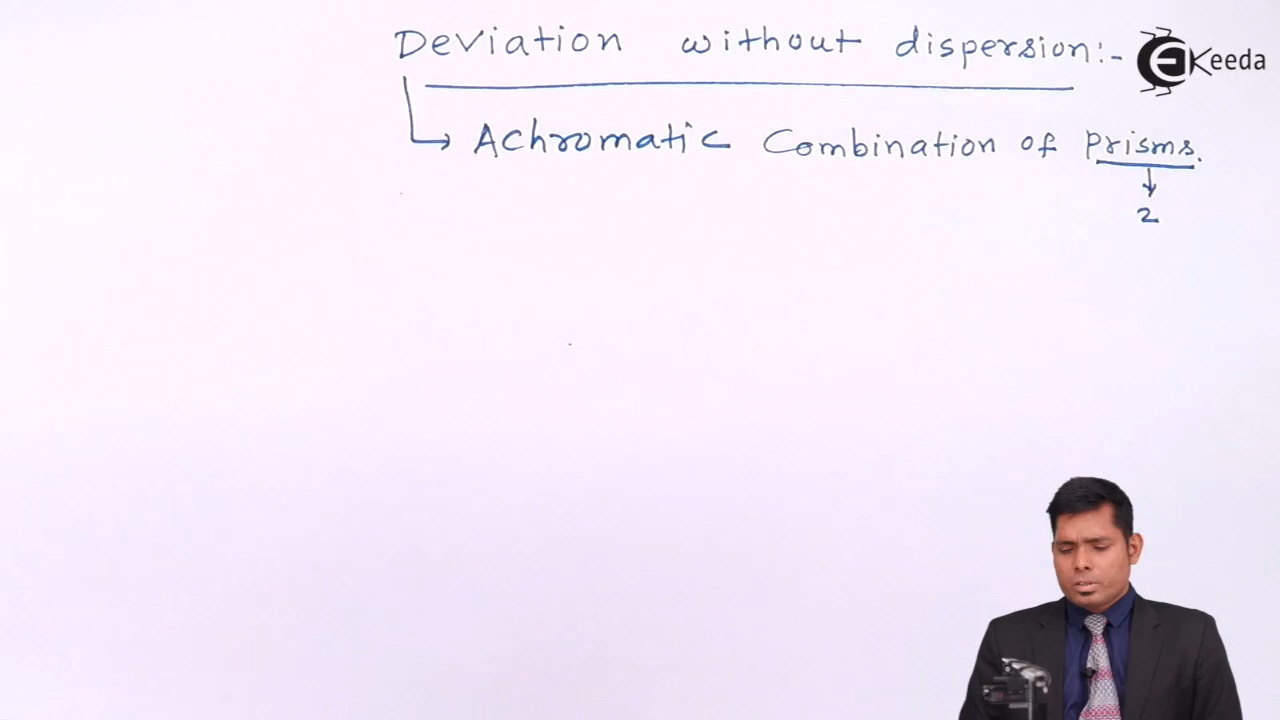 Deviation without dispersion:-
EKeeda
↳ Achromatic Combination of prisms.
↓
2